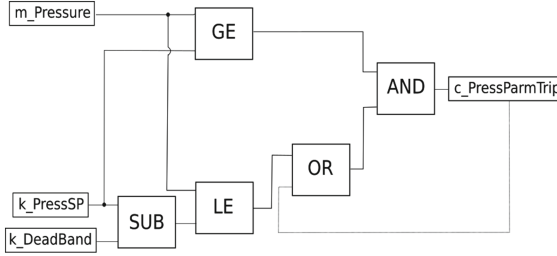 m_Pressure
GE
AND
c_PressParmTrip
OR
k_PressSP
SUB
LE
k_DeadBand